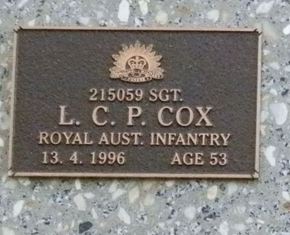 215059 SGT.
L. C. P. COX
ROYAL AUST. INFANTRY
13. 4. 1996 AGE 53